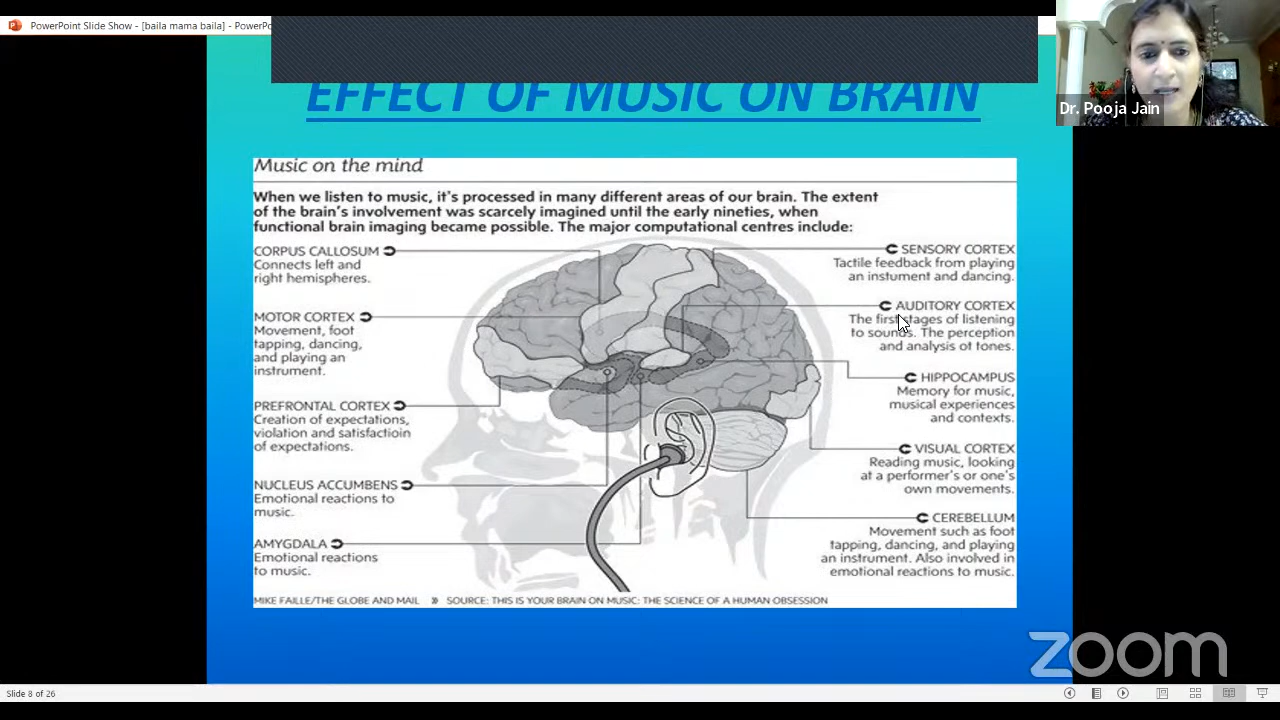 PowerPoint Slide Show - [baila mama baila] - PowerPo
Dr. Pooja Jain
EFFECT OF MUSIC ON BRAIN
Music on the mind
When we listen to music, it's processed in many different areas of our brain. The extent
of the brain's involvement was scarcely imagined until the early nineties, when
functional brain imaging became possible. The major computational centres include:
CORPUS CALLOSUM
Connects left and
right hemispheres.
MOTOR CORTEX
Movement, foot
tapping, dancing,
and playing an
instrument.
PREFRONTAL CORTEX
Creation of expectations,
violation and satisfactioin
of expectations.
NUCLEUS ACCUMBENS
Emotional reactions to
music.
AMYGDALA
Emotional reactions
to music.
SENSORY CORTEX
Tactile feedback from playing
an instument and dancing.
AUDITORY CORTEX
The first stages of listening
to sounds. The perception
and analysis of tones.
HIPPOCAMPUS
Memory for music,
musical experiences
and contexts.
VISUAL CORTEX
Reading music, looking
at a performer's or one's
own movements.
CEREBELLUM
Movement such as foot
tapping, dancing, and playing
an instrument. Also involved in
emotional reactions to music.
MIKE FAILLE/THE GLOBE AND MAIL » SOURCE: THIS IS YOUR BRAIN ON MUSIC: THE SCIENCE OF A HUMAN OBSESSION
zoom
Slide 8 of 26